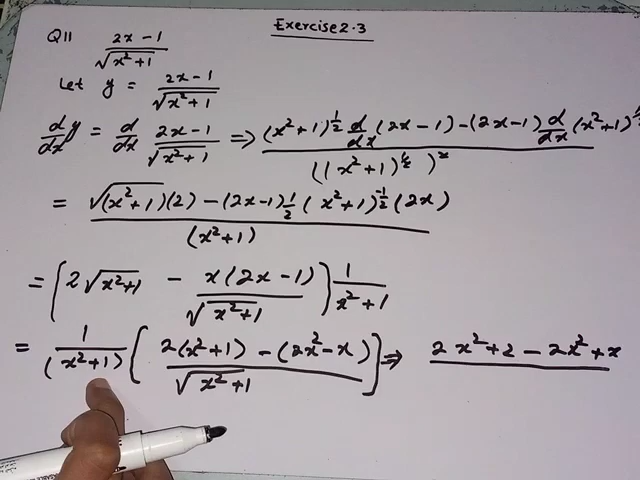 Exercise 2.3
Q11 (2x-1)/√(x²+1)
Let y = (2x-1)/√(x²+1)
d/dx y = d/dx (2x-1)/√(x²+1) ⇒ ((x²+1)^(1/2) d/dx (2x-1) - (2x-1) d/dx (x²+1)^(1/2))/((x²+1)^(1/2))²
= (√(x²+1) (2) - (2x-1) 1/2 (x²+1)^(-1/2) (2x))/(x²+1)
= [2√(x²+1) - x(2x-1)/√(x²+1)] 1/(x²+1)
= 1/(x²+1) [(2(x²+1) - (2x²-x))/√(x²+1)] ⇒ 2x²+2-2x²+x